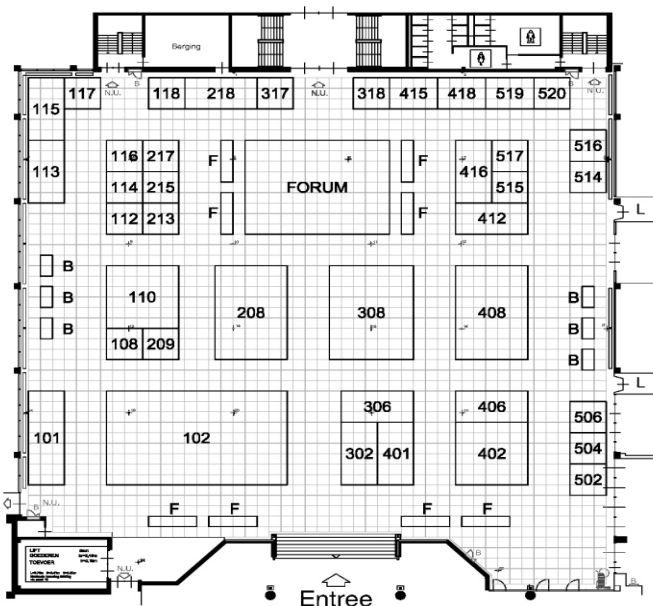 Berging
B
N.U.
N.U.
B
N.U.
115
117
118
218
317
318
415
418
519
520
113
116
217
F
FORUM
F
416
517
516
114
215
515
514
112
213
F
F
412
L
B
110
208
308
408
B
B
B
108
209
B
B
L
101
102
306
406
506
302
401
402
504
502
N.U.
B
F
F
F
F
LIFT
GOEDEREN
TOEVOER
N.U.
B
B
Entree